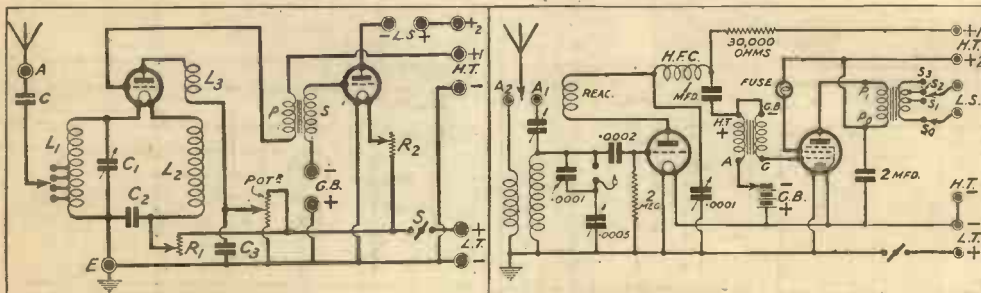 A
C
L1
C1
C2
L2
L3
E
R1
C3
POT R
P
S
-
G.B.
+
R2
- L.S. +
+2
+1
H.T.
-
S
+
L.T.
-
A2
A1
REAC.
H.F.C.
30,000
OHMS
MFD.
.0002
.0001
.0005
2
MEG.
.0001
H.T.
+
A
G.B.
-
G
-
G.B.
+
FUSE
P1
P2
S3
S2
S1
S0
L.S.
2 MFD.
+1
H.T.
+2
H.T.
-
-
L.T.
+